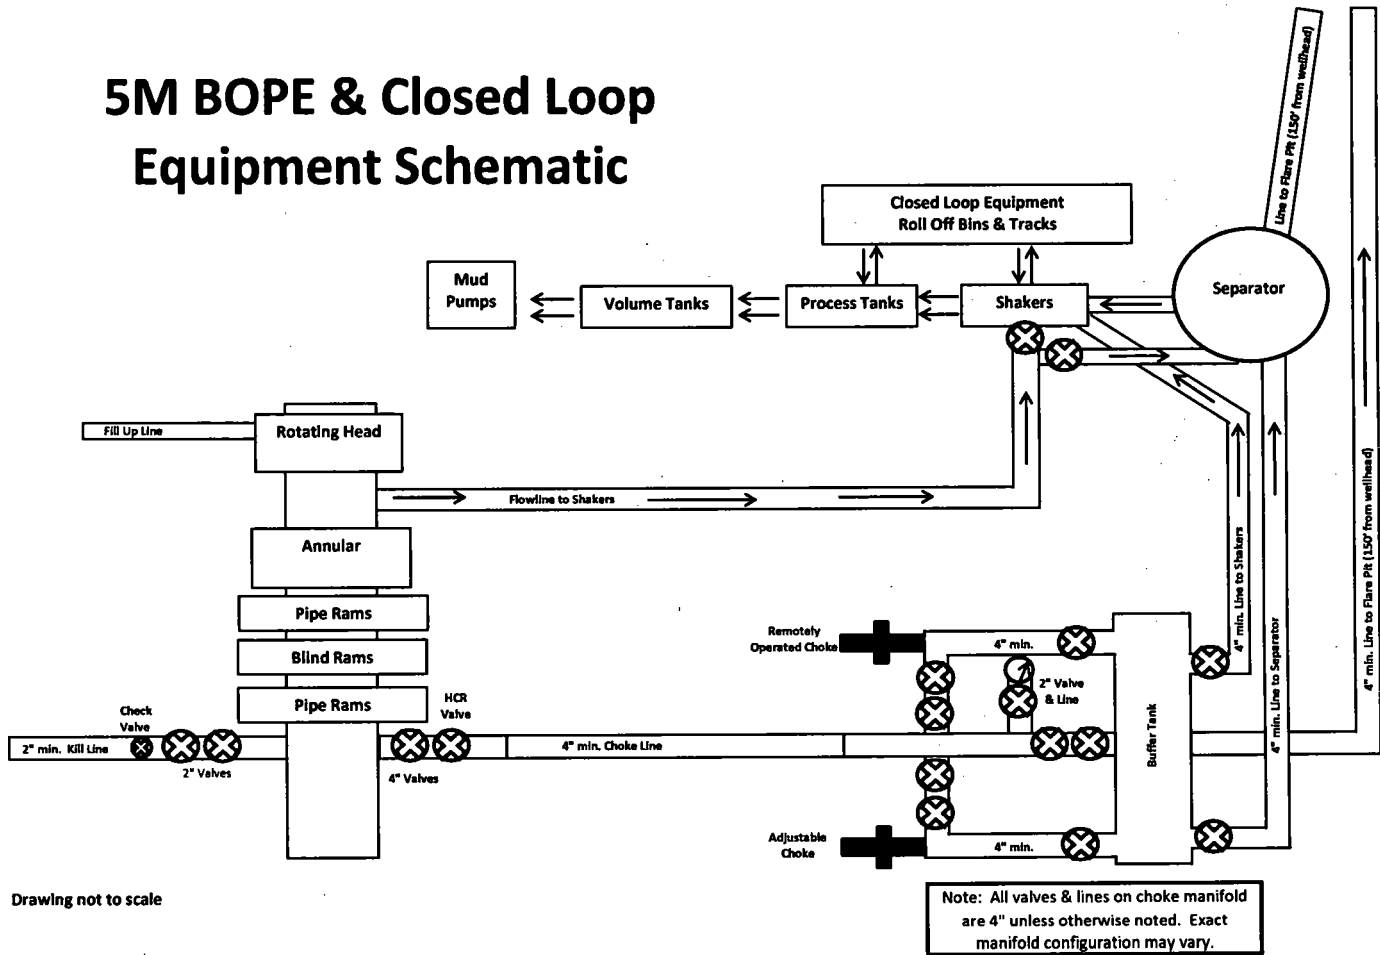 5M BOPE & Closed Loop
Equipment Schematic
Closed Loop Equipment
Roll Off Bins & Tracks
Mud
Pumps
Volume Tanks
Process Tanks
Shakers
Separator
Line to Flare Pit (150' from wellhead)
Fill Up Line
Rotating Head
Flowline to Shakers
Annular
Pipe Rams
Blind Rams
Pipe Rams
Check
Valve
HCR
Valve
2" min. Kill Line
2" Valves
4" Valves
4" min. Choke Line
Remotely
Operated Choke
4" min.
2" Valve
& Line
Adjustable
Choke
4" min.
Buffer Tank
4" min. Line to Shakers
4" min. Line to Separator
4" min. Line to Flare Pit (150' from wellhead)
Drawing not to scale
Note: All valves & lines on choke manifold
are 4" unless otherwise noted. Exact
manifold configuration may vary.